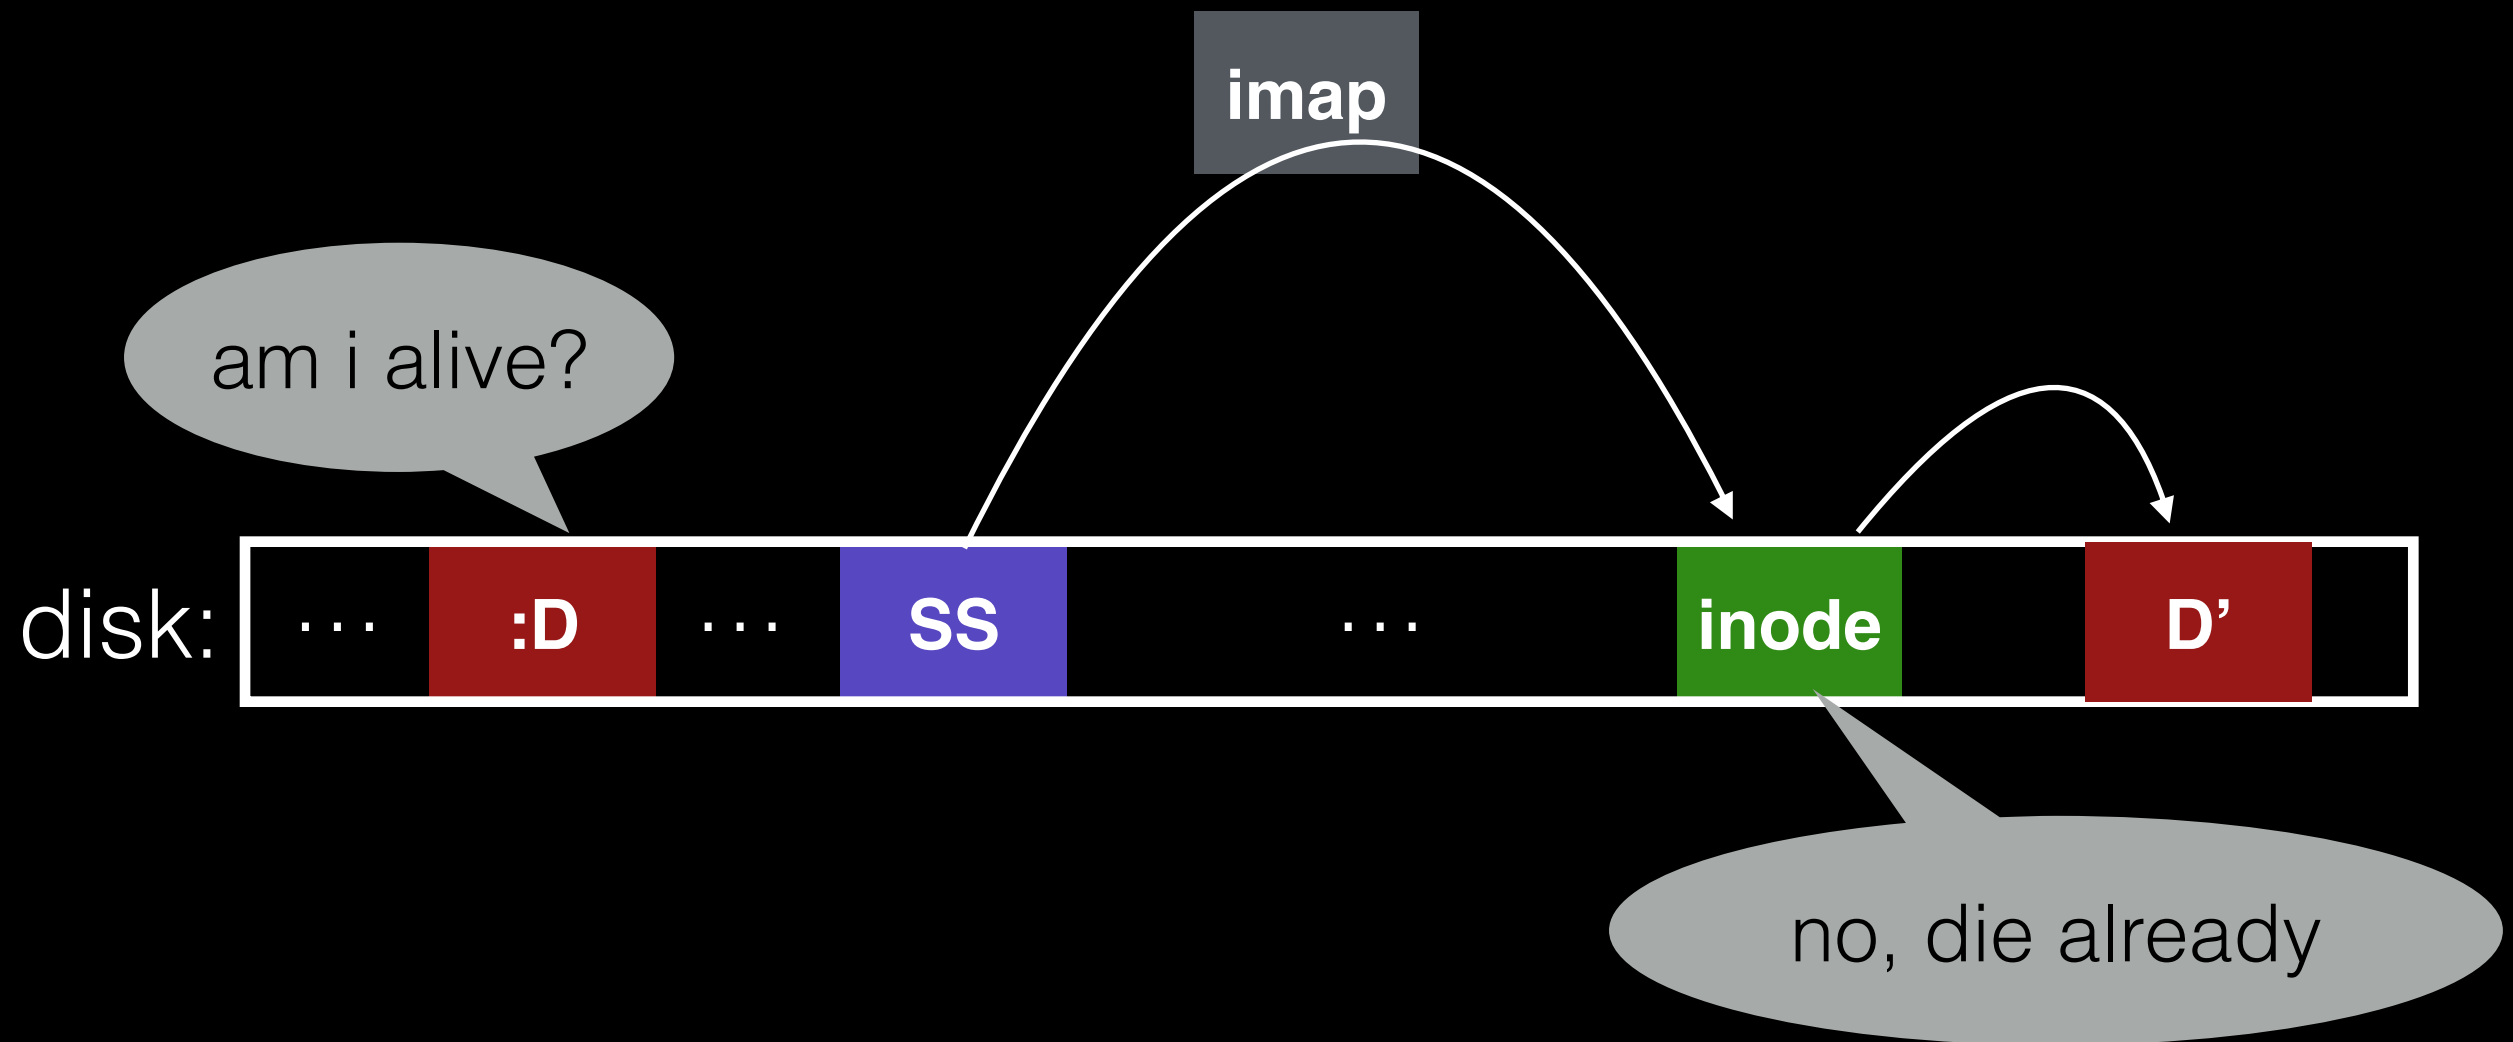 imap
am i alive?
disk: ... :D ... SS ... inode D’
no, die already